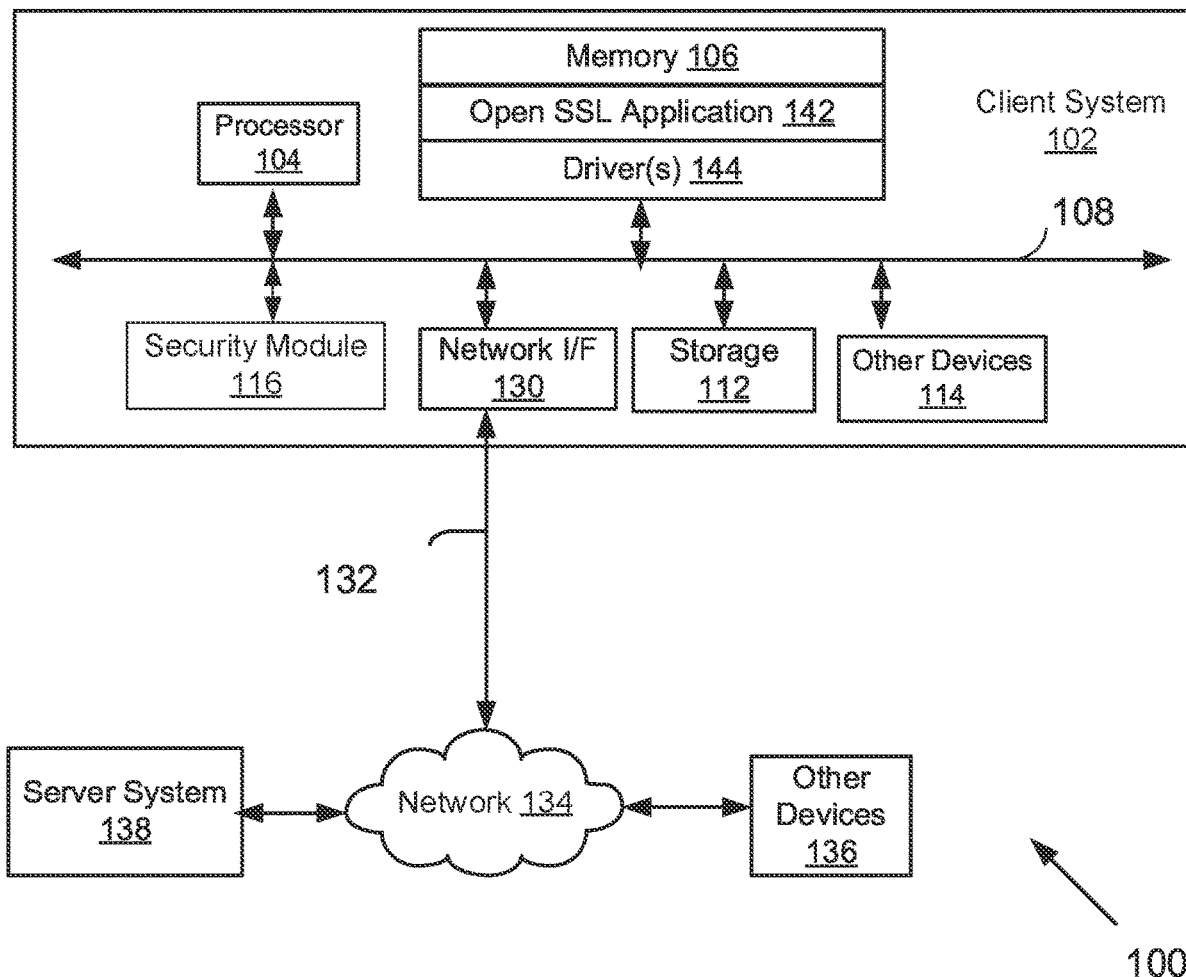 Memory 106
Open SSL Application 142
Driver(s) 144
Processor
104
Client System
102
108
Security Module
116
Network I/F
130
Storage
112
Other Devices
114
132
Server System
138
Network 134
Other
Devices
136
100